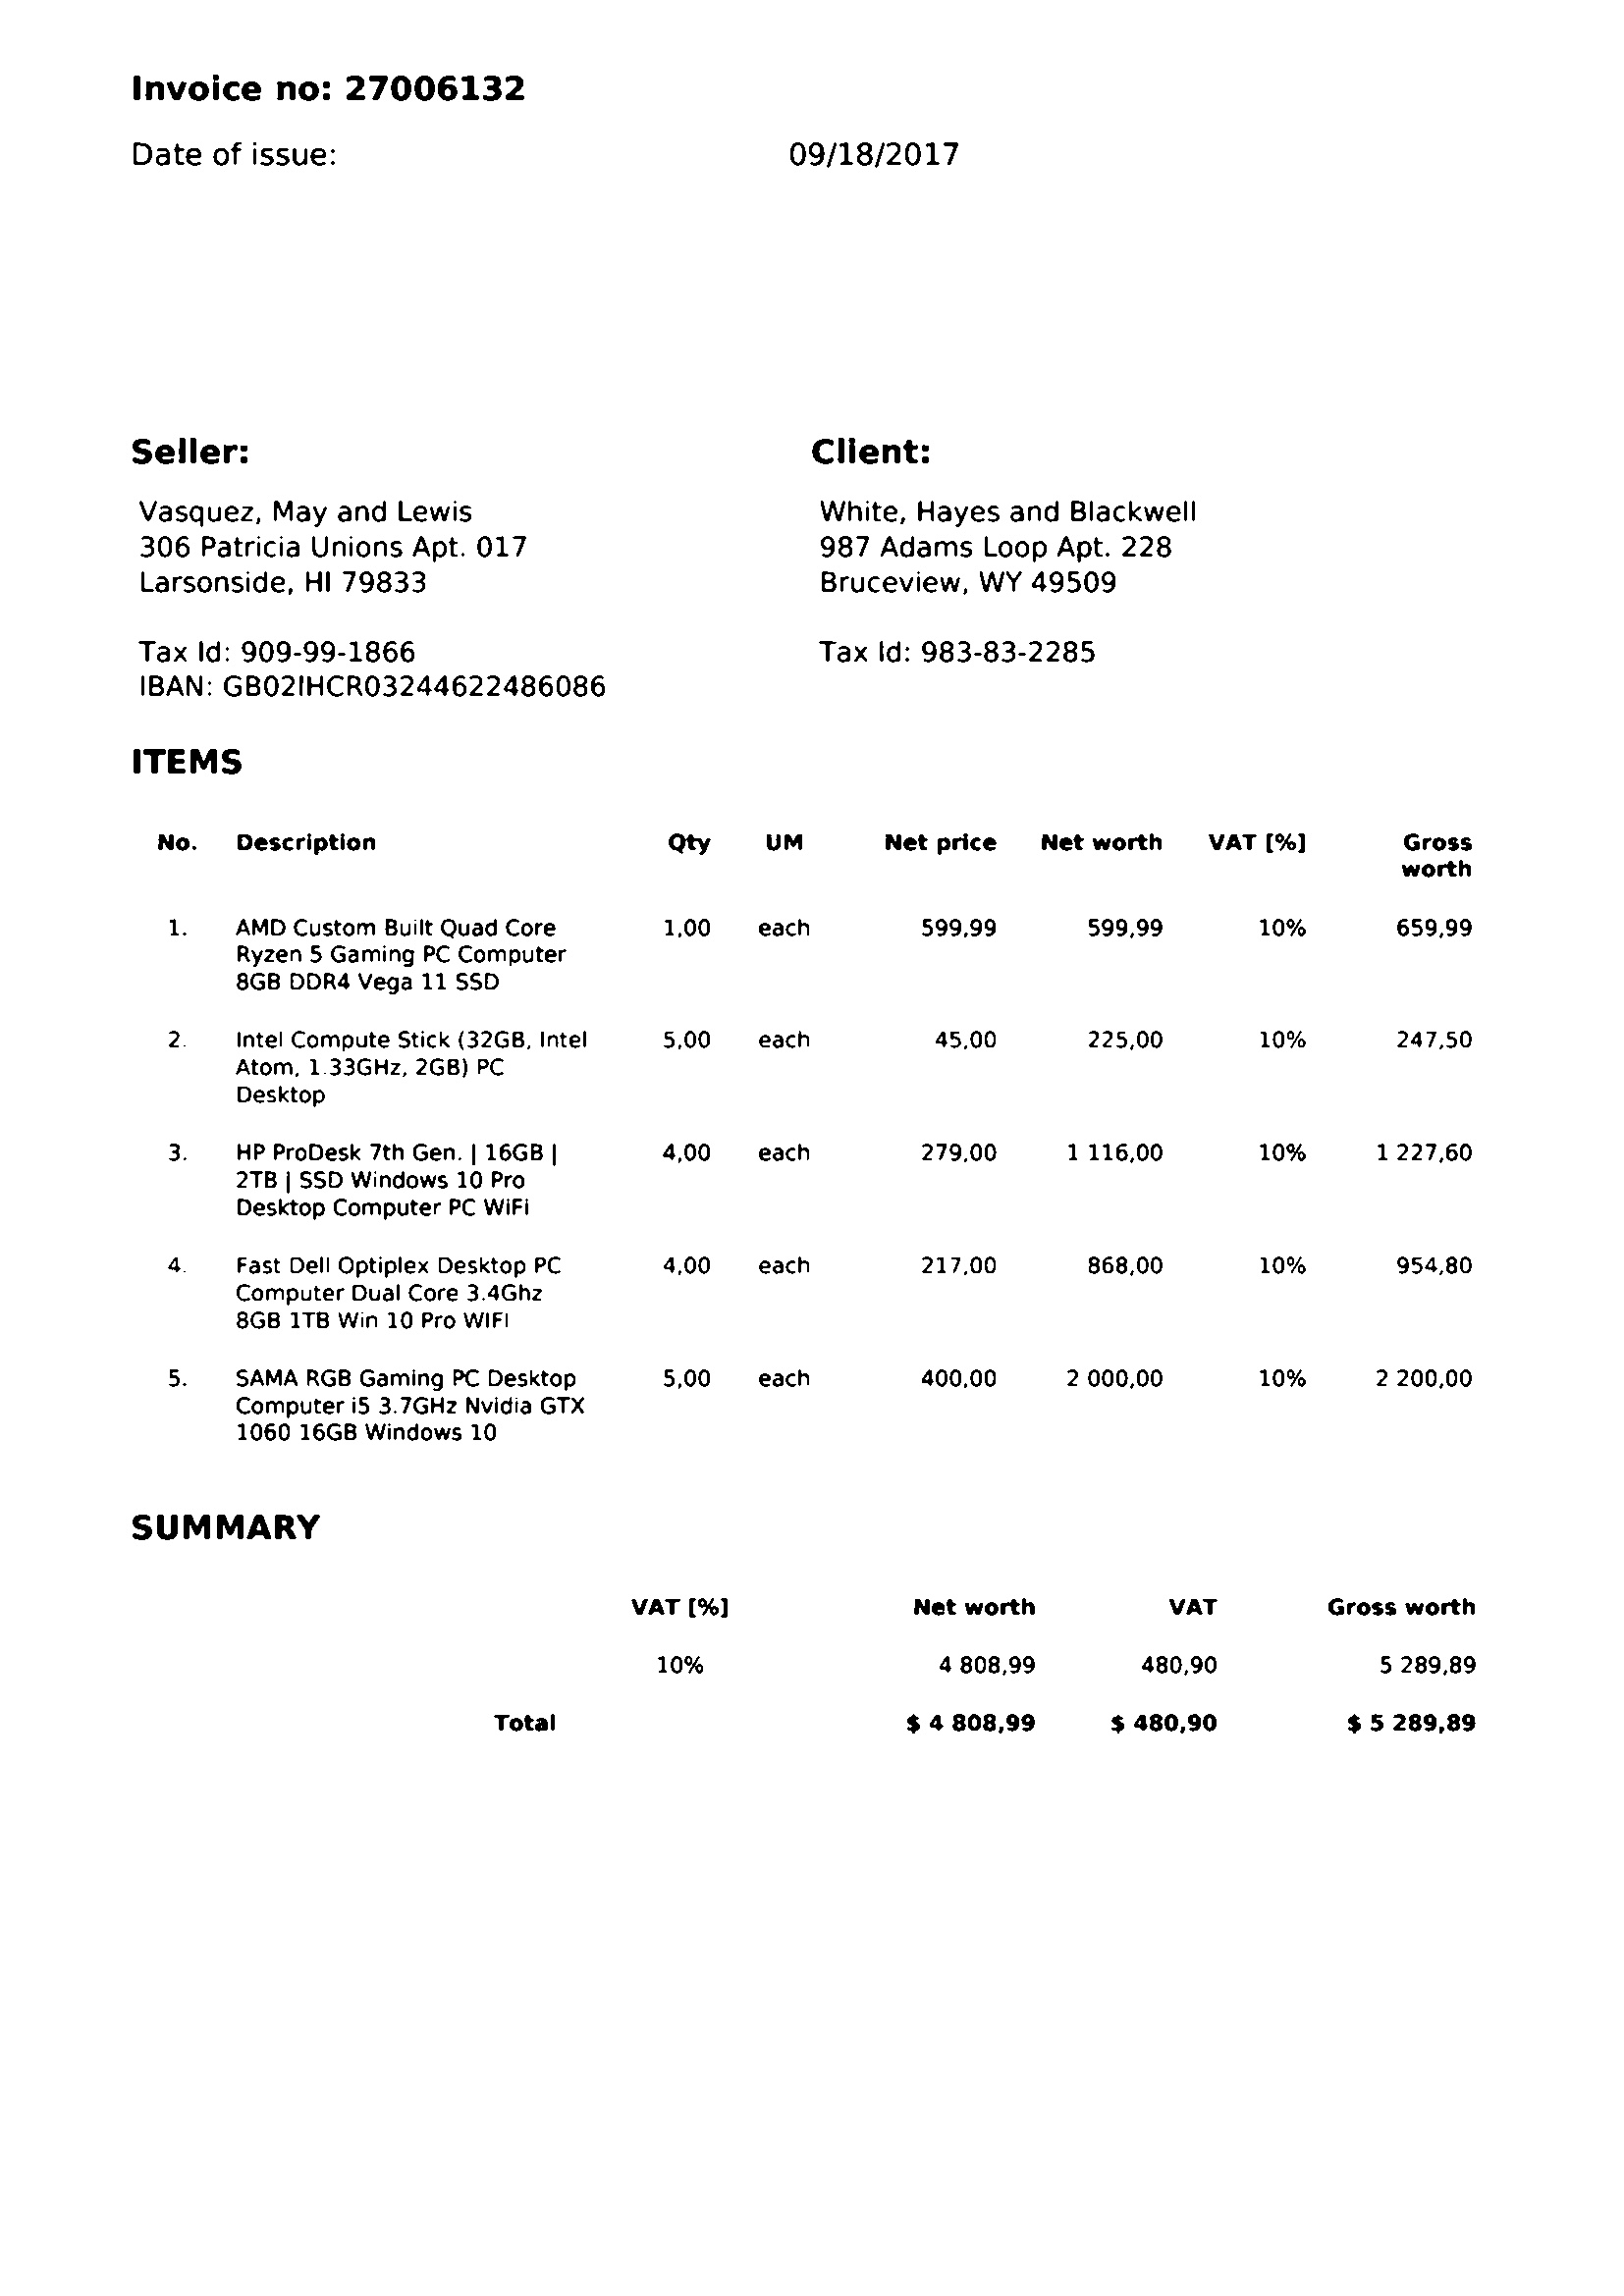 Invoice no: 27006132
Date of issue: 09/18/2017
Seller: Client:
Vasquez, May and Lewis White, Hayes and Blackwell
306 Patricia Unions Apt. 017 987 Adams Loop Apt. 228
Larsonside, HI 79833 Bruceview, WY 49509
Tax Id: 909-99-1866 Tax Id: 983-83-2285
IBAN: GB02IHCR03244622486086
ITEMS
No. Description Qty UM Net price Net worth VAT [%] Gross
worth
1. AMD Custom Built Quad Core 1,00 each 599,99 599,99 10% 659,99
Ryzen 5 Gaming PC Computer
8GB DDR4 Vega 11 SSD
2. Intel Compute Stick (32GB, Intel 5,00 each 45,00 225,00 10% 247,50
Atom, 1.33GHz, 2GB) PC
Desktop
3. HP ProDesk 7th Gen. | 16GB | 4,00 each 279,00 1 116,00 10% 1 227,60
2TB | SSD Windows 10 Pro
Desktop Computer PC WiFi
4. Fast Dell Optiplex Desktop PC 4,00 each 217,00 868,00 10% 954,80
Computer Dual Core 3.4Ghz
8GB 1TB Win 10 Pro WIFI
5. SAMA RGB Gaming PC Desktop 5,00 each 400,00 2 000,00 10% 2 200,00
Computer i5 3.7GHz Nvidia GTX
1060 16GB Windows 10
SUMMARY
VAT [%] Net worth VAT Gross worth
10% 4 808,99 480,90 5 289,89
Total $ 4 808,99 $ 480,90 $ 5 289,89